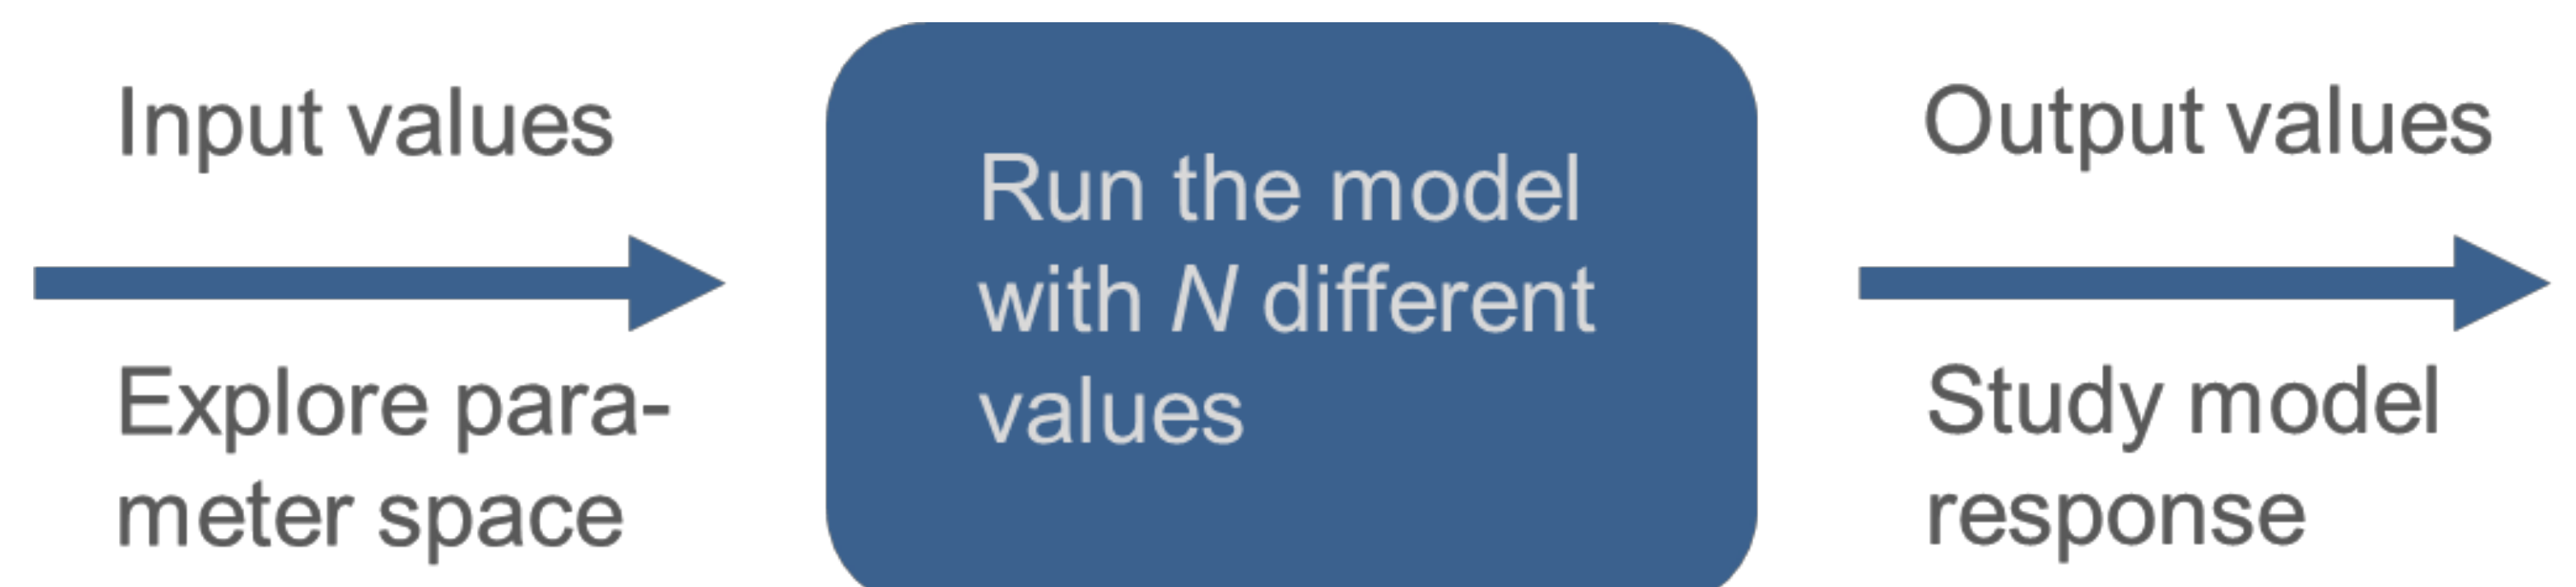 Input values
Explore para-
meter space
Run the model
with N different
values
Output values
Study model
response